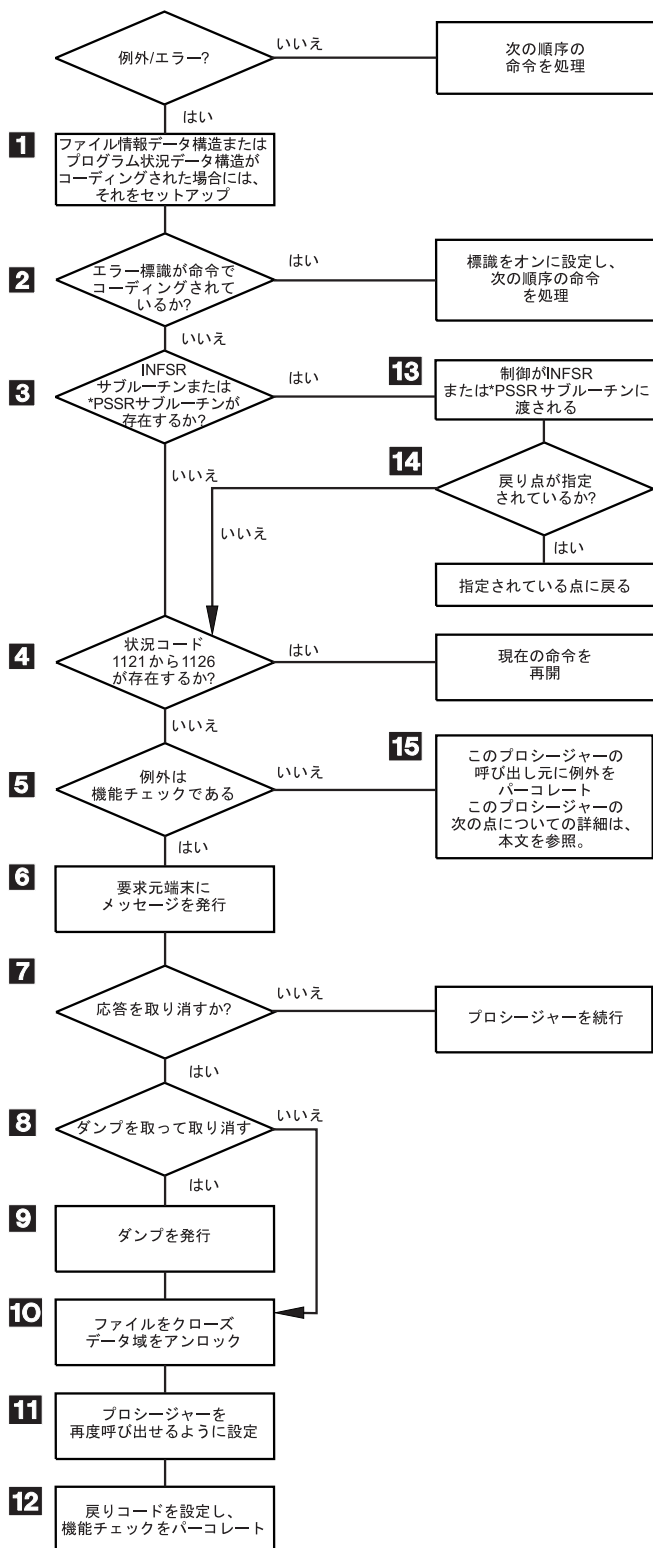 例外/エラー?
いいえ
次の順序の
命令を処理
はい
1
ファイル情報データ構造または
プログラム状況データ構造が
コーディングされた場合には、
それをセットアップ
2
エラー標識が命令で
コーディングされて
いるか?
はい
標識をオンに設定し、
次の順序の命令
を処理
いいえ
3
INFSR
サブルーチンまたは
*PSSRサブルーチンが
存在するか?
はい
13
制御がINFSR
または*PSSRサブルーチンに
渡される
いいえ
14
戻り点が指定
されているか?
いいえ
はい
指定されている点に戻る
4
状況コード
1121から1126
が存在するか?
はい
現在の命令を
再開
いいえ
5
例外は
機能チェックである
いいえ
15
このプロシージャーの
呼び出し元に例外を
パーコレート
このプロシージャーの
次の点についての詳細は、
本文を参照。
はい
6
要求元端末に
メッセージを発行
7
応答を取り消すか?
いいえ
プロシージャーを続行
はい
8
ダンプを取って取り消す
いいえ
はい
9
ダンプを発行
10
ファイルをクローズ
データ域をアンロック
11
プロシージャーを
再度呼び出せるように設定
12
戻りコードを設定し、
機能チェックをパーコレート